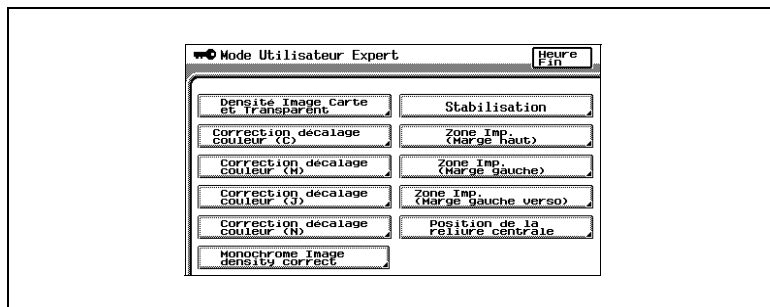 Mode Utilisateur Expert
Heure
Fin
Densité Image Carte
et Transparent
Stabilisation
Correction décalage
couleur (C)
Zone Imp.
(Marge haut)
Correction décalage
couleur (M)
Zone Imp.
(Marge gauche)
Correction décalage
couleur (J)
Zone Imp.
(Marge gauche verso)
Correction décalage
couleur (N)
Position de la
reliure centrale
Monochrome Image
density correct